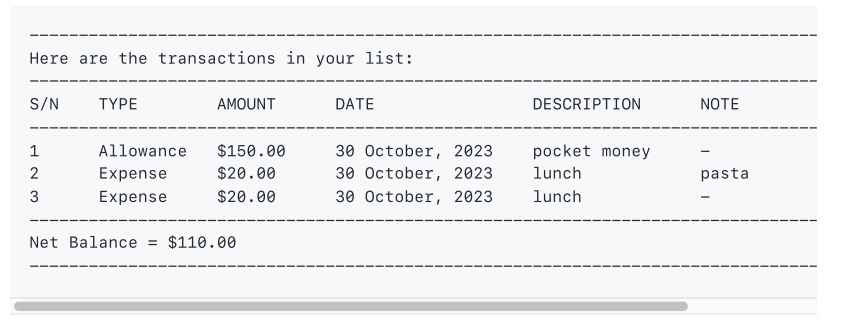 Here are the transactions in your list:
S/N TYPE AMOUNT DATE DESCRIPTION NOTE
1 Allowance $150.00 30 October, 2023 pocket money –
2 Expense $20.00 30 October, 2023 lunch pasta
3 Expense $20.00 30 October, 2023 lunch –
Net Balance = $110.00